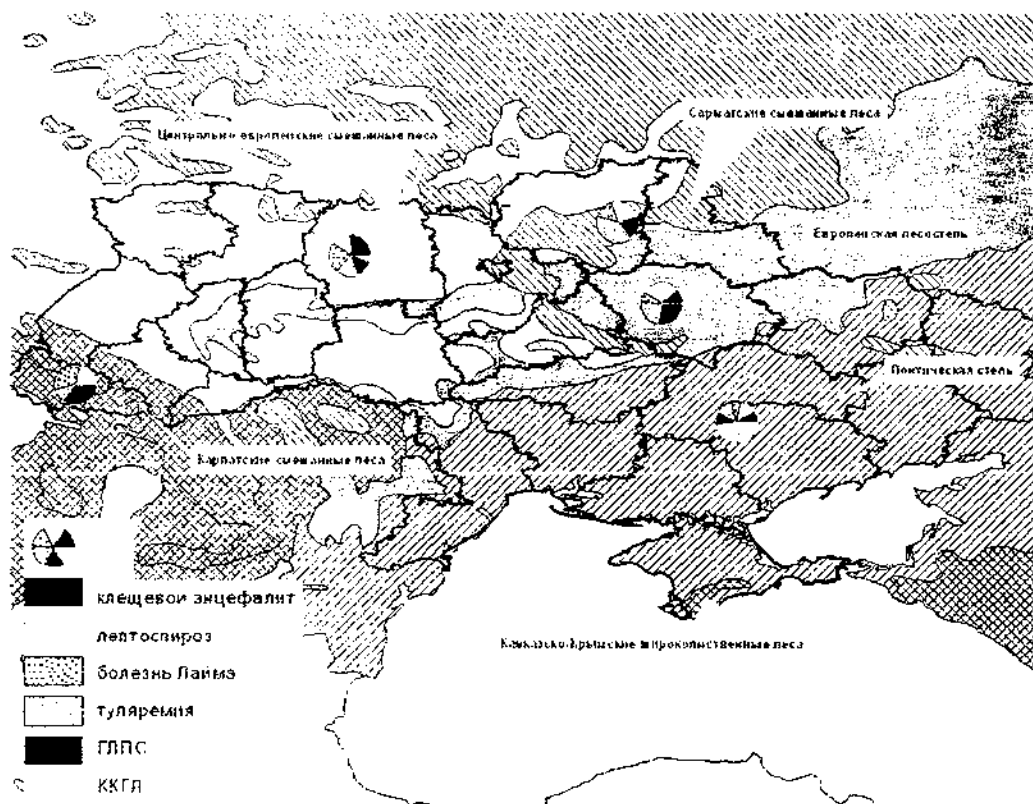 Центрально-европейские смешанные леса
Сарматские смешанные леса
Европейская лесостепь
Понтическая степь
Карпатские смешанные леса
Кавказско-Крымские широколиственные леса
клещевой энцефалит
лептоспироз
болезнь Лайма
туляремия
ГЛПС
ККГЛ